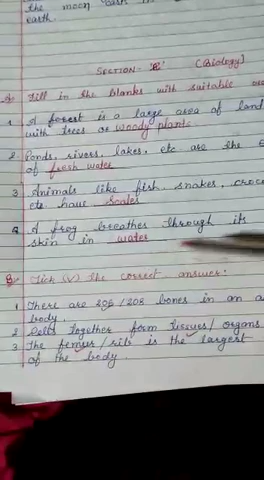 the moon
earth.
SECTION 'B' (Biology)
Fill in the blanks with suitable
1 A forest is a large area of land
with trees or woody plants.
2 Ponds, rivers, lakes, etc are the
of fresh water
3 Animals like fish, snakes, croc
etc have scales
4 A frog breathes through its
skin in water
Tick (√) the correct answer:
1 There are 206/208 bones in an a
body.
2 Cells together form tissues/organs
3 The femur/rib is the largest
of the body.